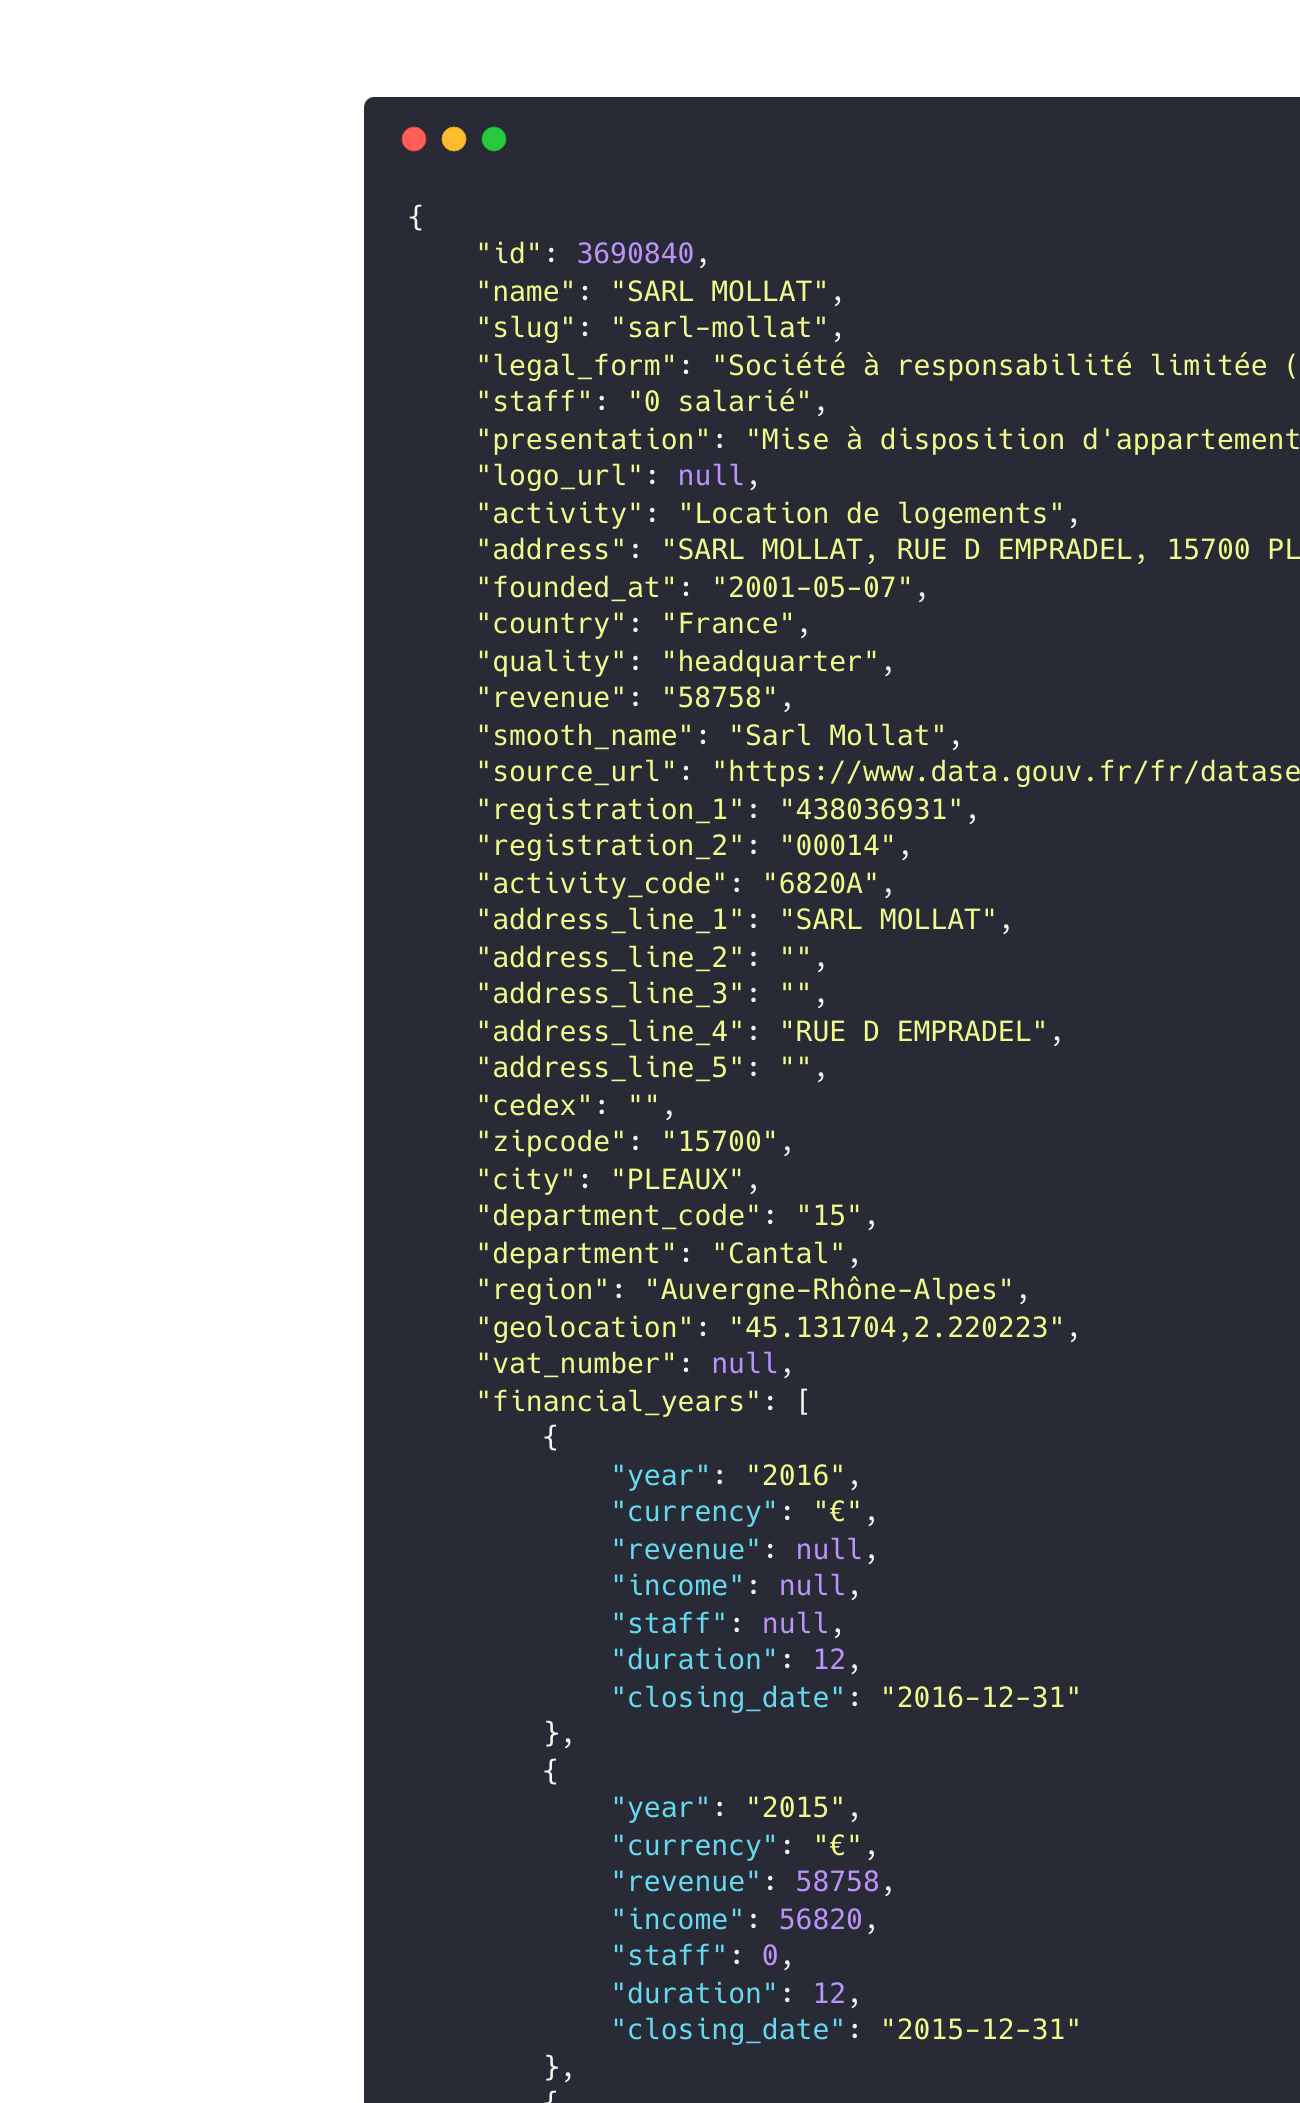 {
    "id": 3690840,
    "name": "SARL MOLLAT",
    "slug": "sarl-mollat",
    "legal_form": "Société à responsabilité limitée (
    "staff": "0 salarié",
    "presentation": "Mise à disposition d'appartement
    "logo_url": null,
    "activity": "Location de logements",
    "address": "SARL MOLLAT, RUE D EMPRADEL, 15700 PL
    "founded_at": "2001-05-07",
    "country": "France",
    "quality": "headquarter",
    "revenue": "58758",
    "smooth_name": "Sarl Mollat",
    "source_url": "https://www.data.gouv.fr/fr/datase
    "registration_1": "438036931",
    "registration_2": "00014",
    "activity_code": "6820A",
    "address_line_1": "SARL MOLLAT",
    "address_line_2": "",
    "address_line_3": "",
    "address_line_4": "RUE D EMPRADEL",
    "address_line_5": "",
    "cedex": "",
    "zipcode": "15700",
    "city": "PLEAUX",
    "department_code": "15",
    "department": "Cantal",
    "region": "Auvergne-Rhône-Alpes",
    "geolocation": "45.131704,2.220223",
    "vat_number": null,
    "financial_years": [
        {
            "year": "2016",
            "currency": "€",
            "revenue": null,
            "income": null,
            "staff": null,
            "duration": 12,
            "closing_date": "2016-12-31"
        },
        {
            "year": "2015",
            "currency": "€",
            "revenue": 58758,
            "income": 56820,
            "staff": 0,
            "duration": 12,
            "closing_date": "2015-12-31"
        },
        {